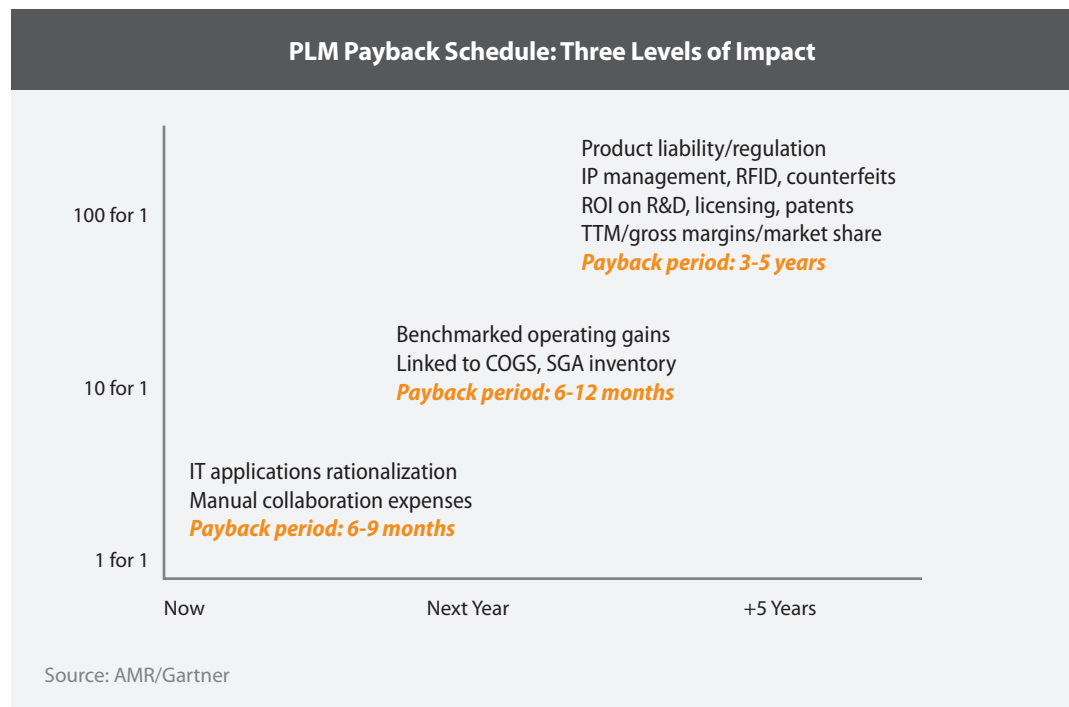 PLM Payback Schedule: Three Levels of Impact
Product liability/regulation
IP management, RFID, counterfeits
100 for 1
ROI on R&D, licensing, patents
TTM/gross margins/market share
Payback period: 3-5 years
Benchmarked operating gains
Linked to COGS, SGA inventory
10 for 1
Payback period: 6-12 months
IT applications rationalization
Manual collaboration expenses
Payback period: 6-9 months
1 for 1
Now
Next Year
+5 Years
Source: AMR/Gartner